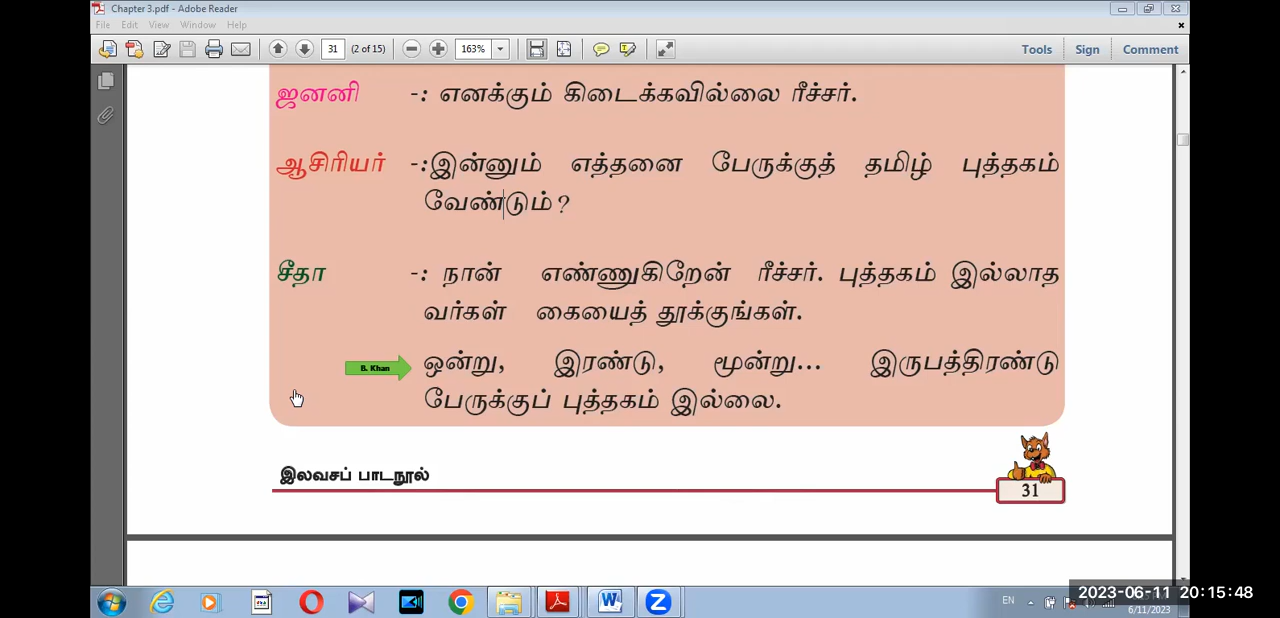 Chapter 3.pdf - Adobe Reader
File Edit View Window Help
31 (2 of 15) 163% Tools Sign Comment
ஜனனி -: எனக்கும் கிடைக்கவில்லை ரீச்சர்.
ஆசிரியர் -:இன்னும் எத்தனை பேருக்குத் தமிழ் புத்தகம்
வேண்டும்?
சீதா -: நான் எண்ணுகிறேன் ரீச்சர். புத்தகம் இல்லாத
வர்கள் கையைத் தூக்குங்கள்.
B. Khan ஒன்று, இரண்டு, மூன்று... இருபத்திரண்டு
பேருக்குப் புத்தகம் இல்லை.
இலவசப் பாடநூல்
31
EN
2023-06-11 20:15:48
6/11/2023